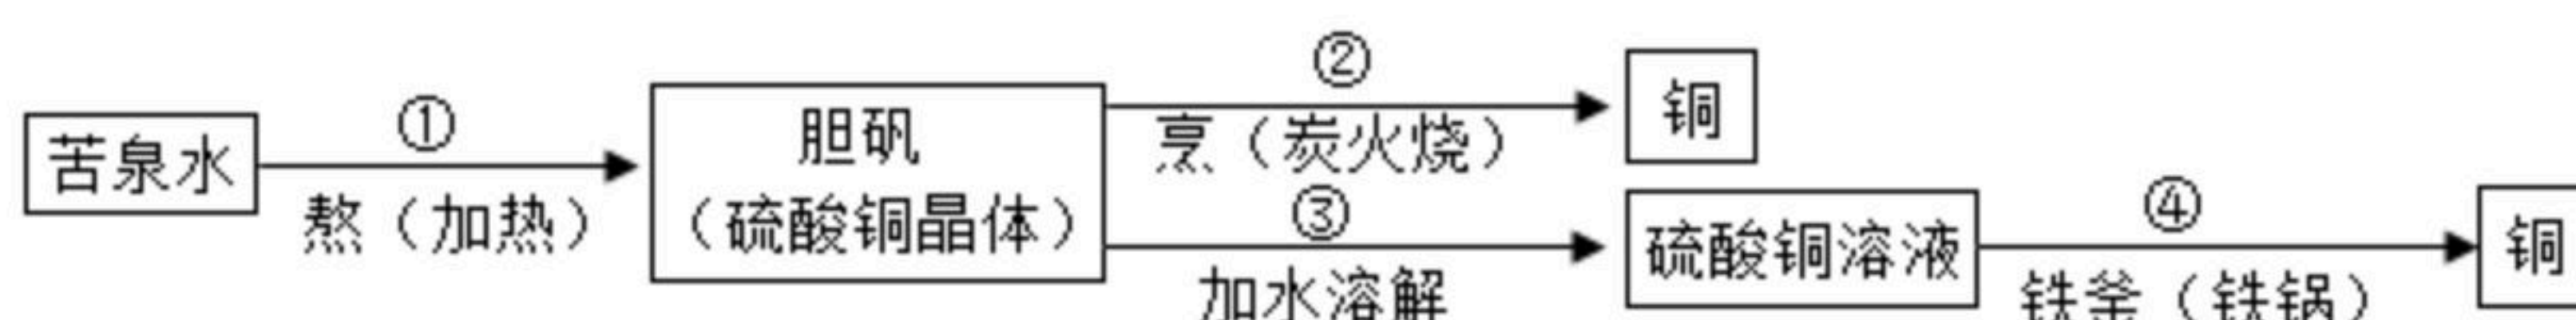 苦泉水
①
熬（加热）
胆矾
（硫酸铜晶体）
②
烹（炭火烧）
铜
③
加水溶解
硫酸铜溶液
④
铁釜（铁锅）
铜